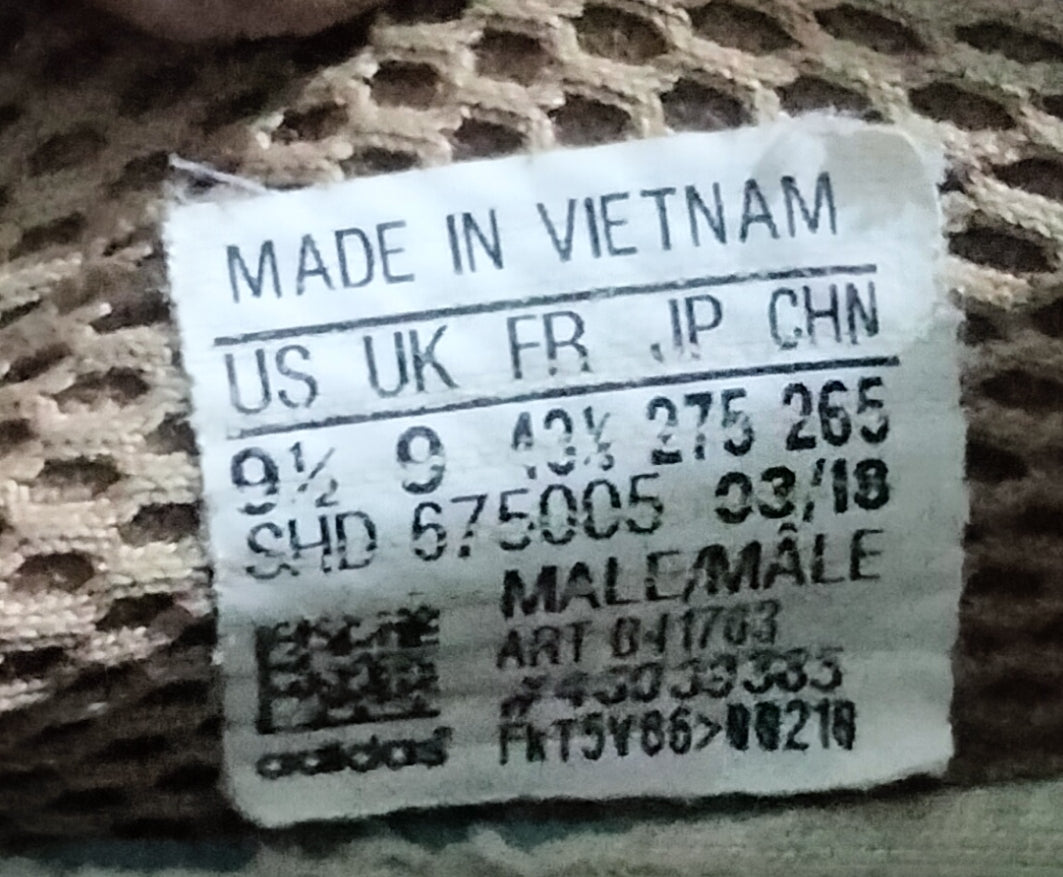 MADE IN VIETNAM
US UK FR JP CHN
9½ 9 43⅓ 275 265
SHD 675005 03/18
MALE/MÂLE
ART
adidas